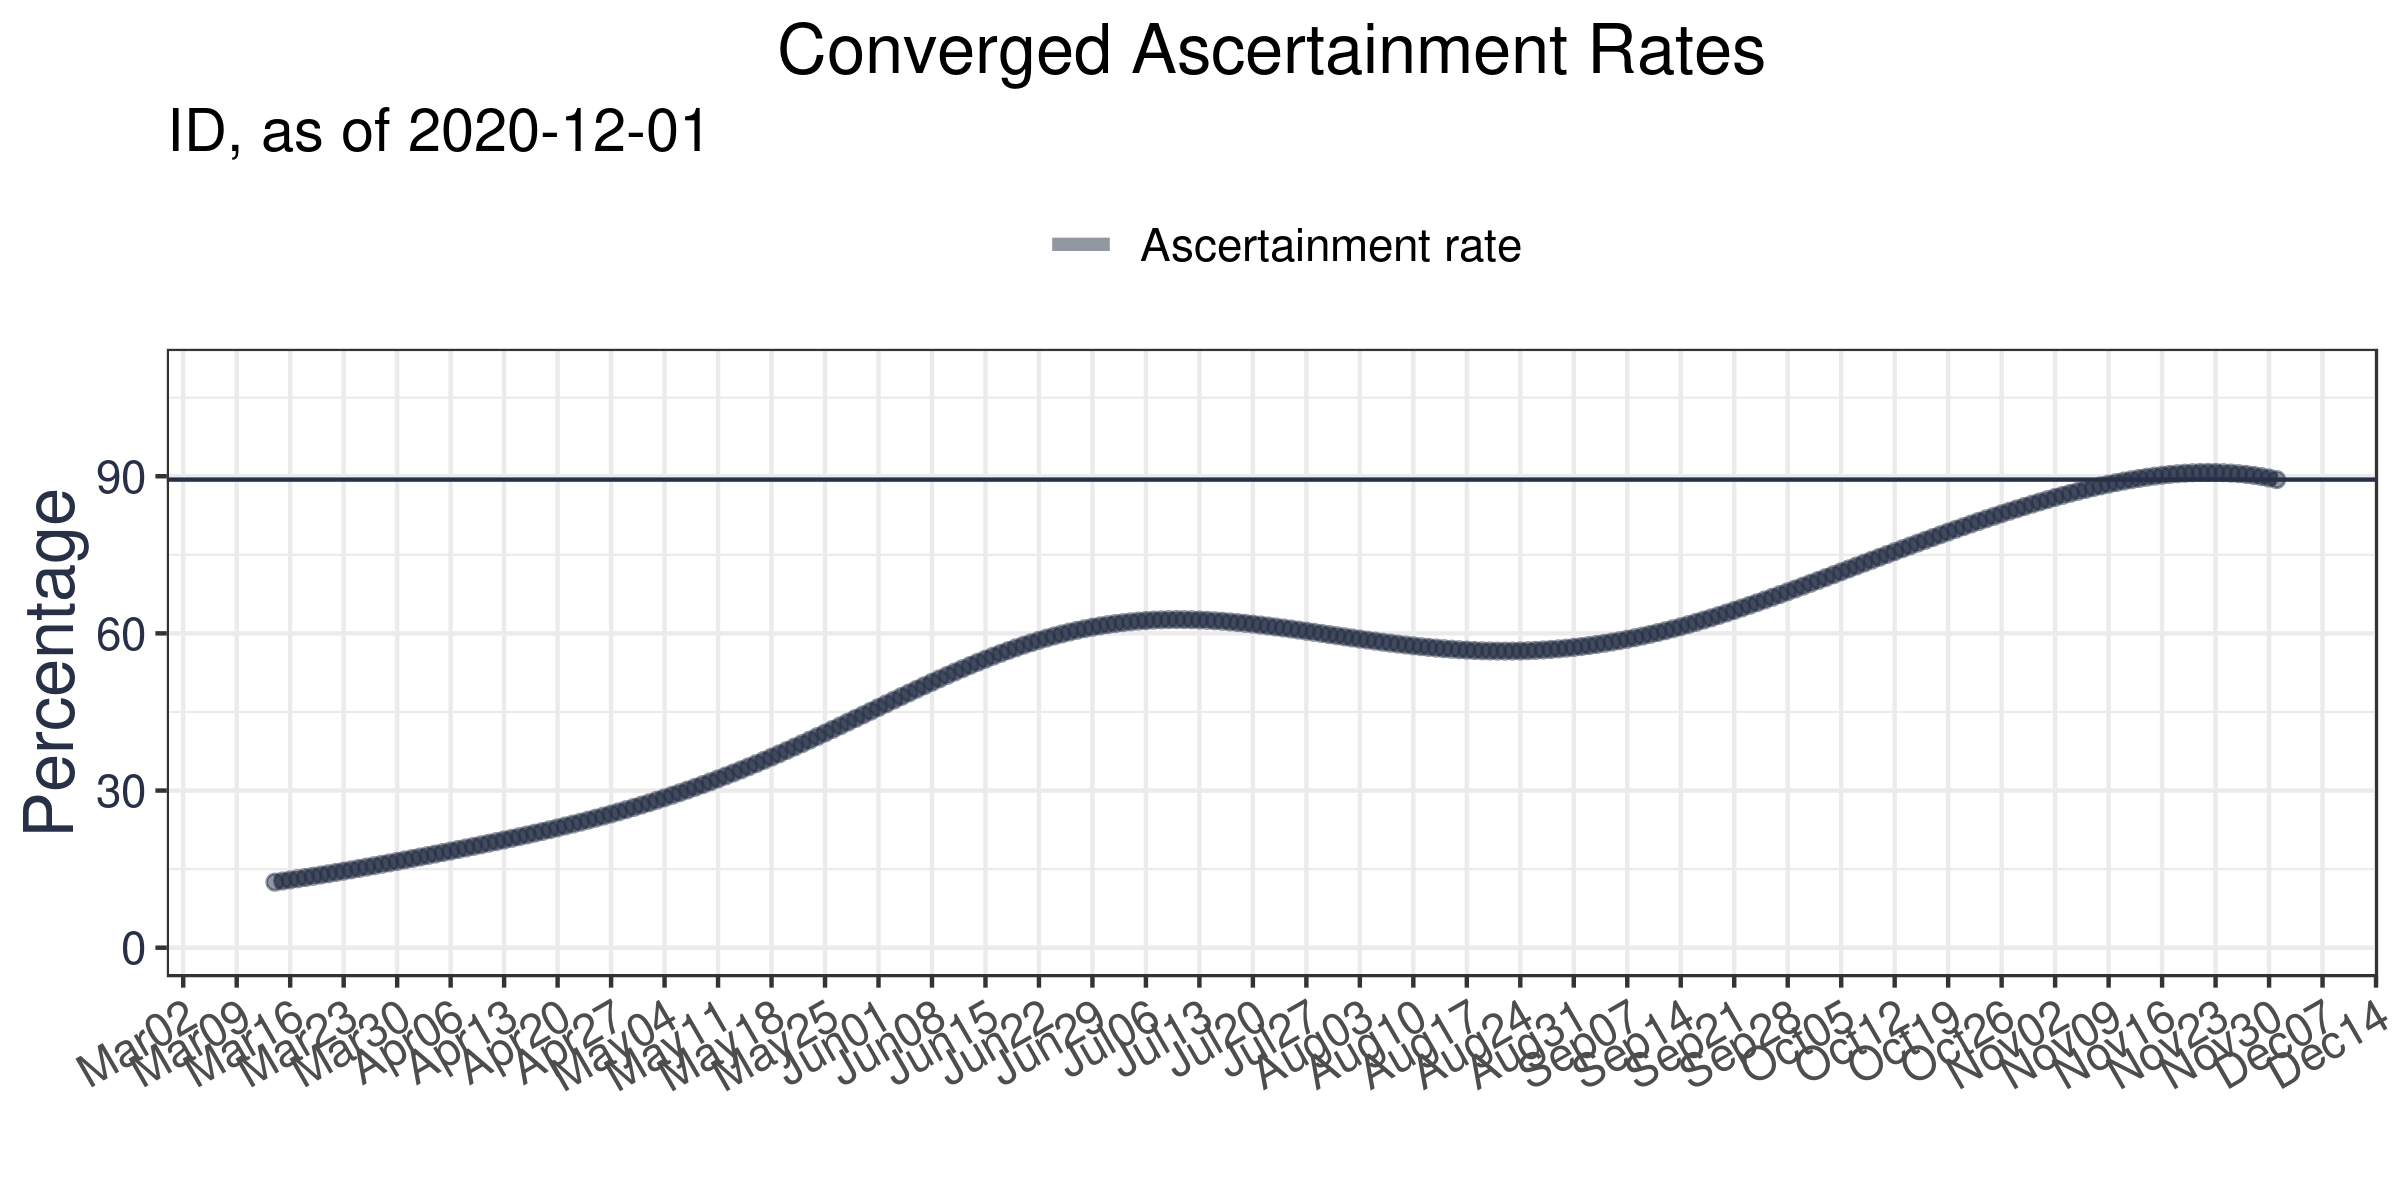 Converged Ascertainment Rates
ID, as of 2020-12-01
Ascertainment rate
Percentage
90
60
30
0
Mar02
Mar09
Mar16
Mar23
Mar30
Apr06
Apr13
Apr20
Apr27
May04
May11
May18
May25
Jun01
Jun08
Jun15
Jun22
Jun29
Jul06
Jul13
Jul20
Jul27
Aug03
Aug10
Aug17
Aug24
Aug31
Sep07
Sep14
Sep21
Sep28
Oct05
Oct12
Oct19
Oct26
Nov02
Nov09
Nov16
Nov23
Nov30
Dec07
Dec14